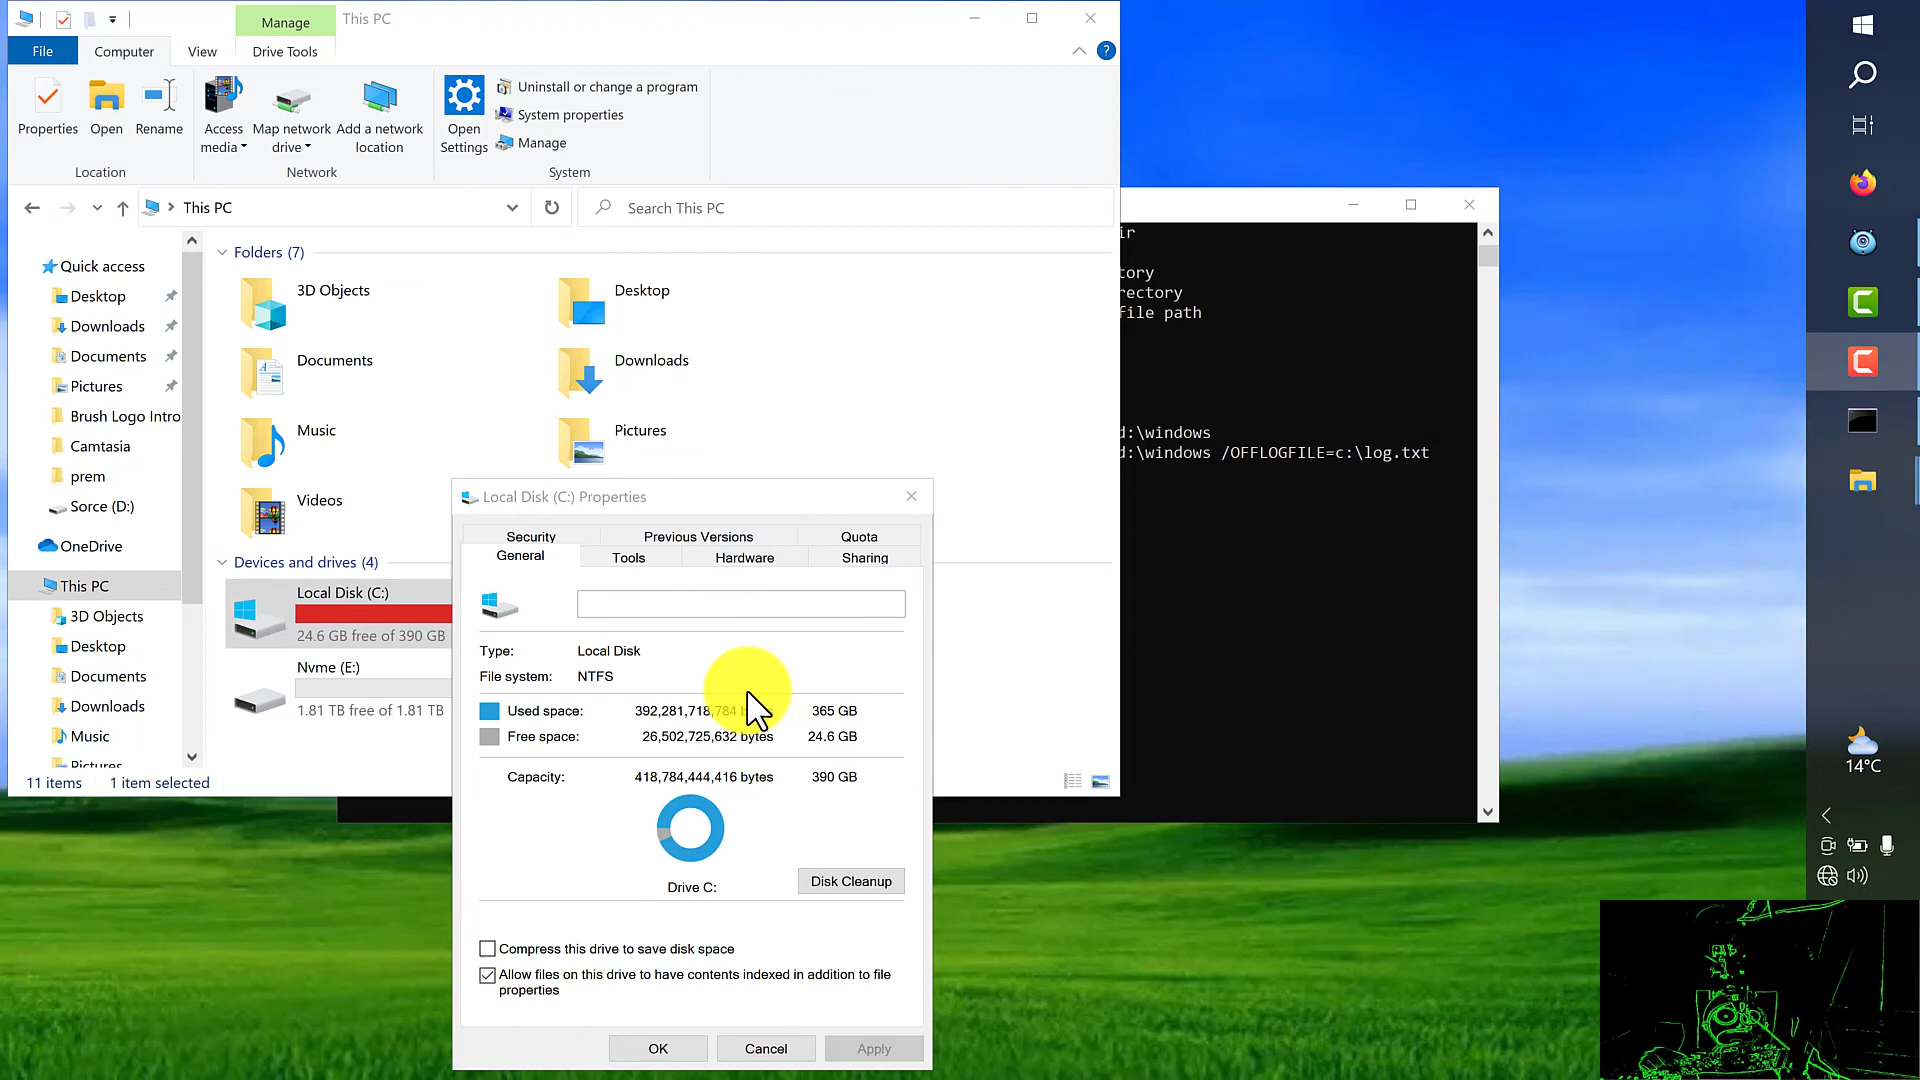 Manage
This PC
File
Computer
View
Drive Tools
Properties
Open
Rename
Access media
Map network drive
Add a network location
Open Settings
Uninstall or change a program
System properties
Manage
Location
Network
System
This PC
Search This PC
Quick access
Desktop
Downloads
Documents
Pictures
Brush Logo Intro
Camtasia
prem
Sorce (D:)
OneDrive
This PC
3D Objects
Desktop
Documents
Downloads
Music
Pictures
Folders (7)
3D Objects
Desktop
Documents
Downloads
Music
Pictures
Videos
Devices and drives (4)
Local Disk (C:)
24.6 GB free of 390 GB
Nvme (E:)
1.81 TB free of 1.81 TB
11 items
1 item selected
ir
tory
rectory
file path
d:\windows
d:\windows /OFFLOGFILE=c:\log.txt
Local Disk (C:) Properties
Security
Previous Versions
Quota
General
Tools
Hardware
Sharing
Type: Local Disk
File system: NTFS
Used space: 392,281,718,784 bytes 365 GB
Free space: 26,502,725,632 bytes 24.6 GB
Capacity: 418,784,444,416 bytes 390 GB
Drive C:
Disk Cleanup
Compress this drive to save disk space
Allow files on this drive to have contents indexed in addition to file
properties
OK
Cancel
Apply
14°C